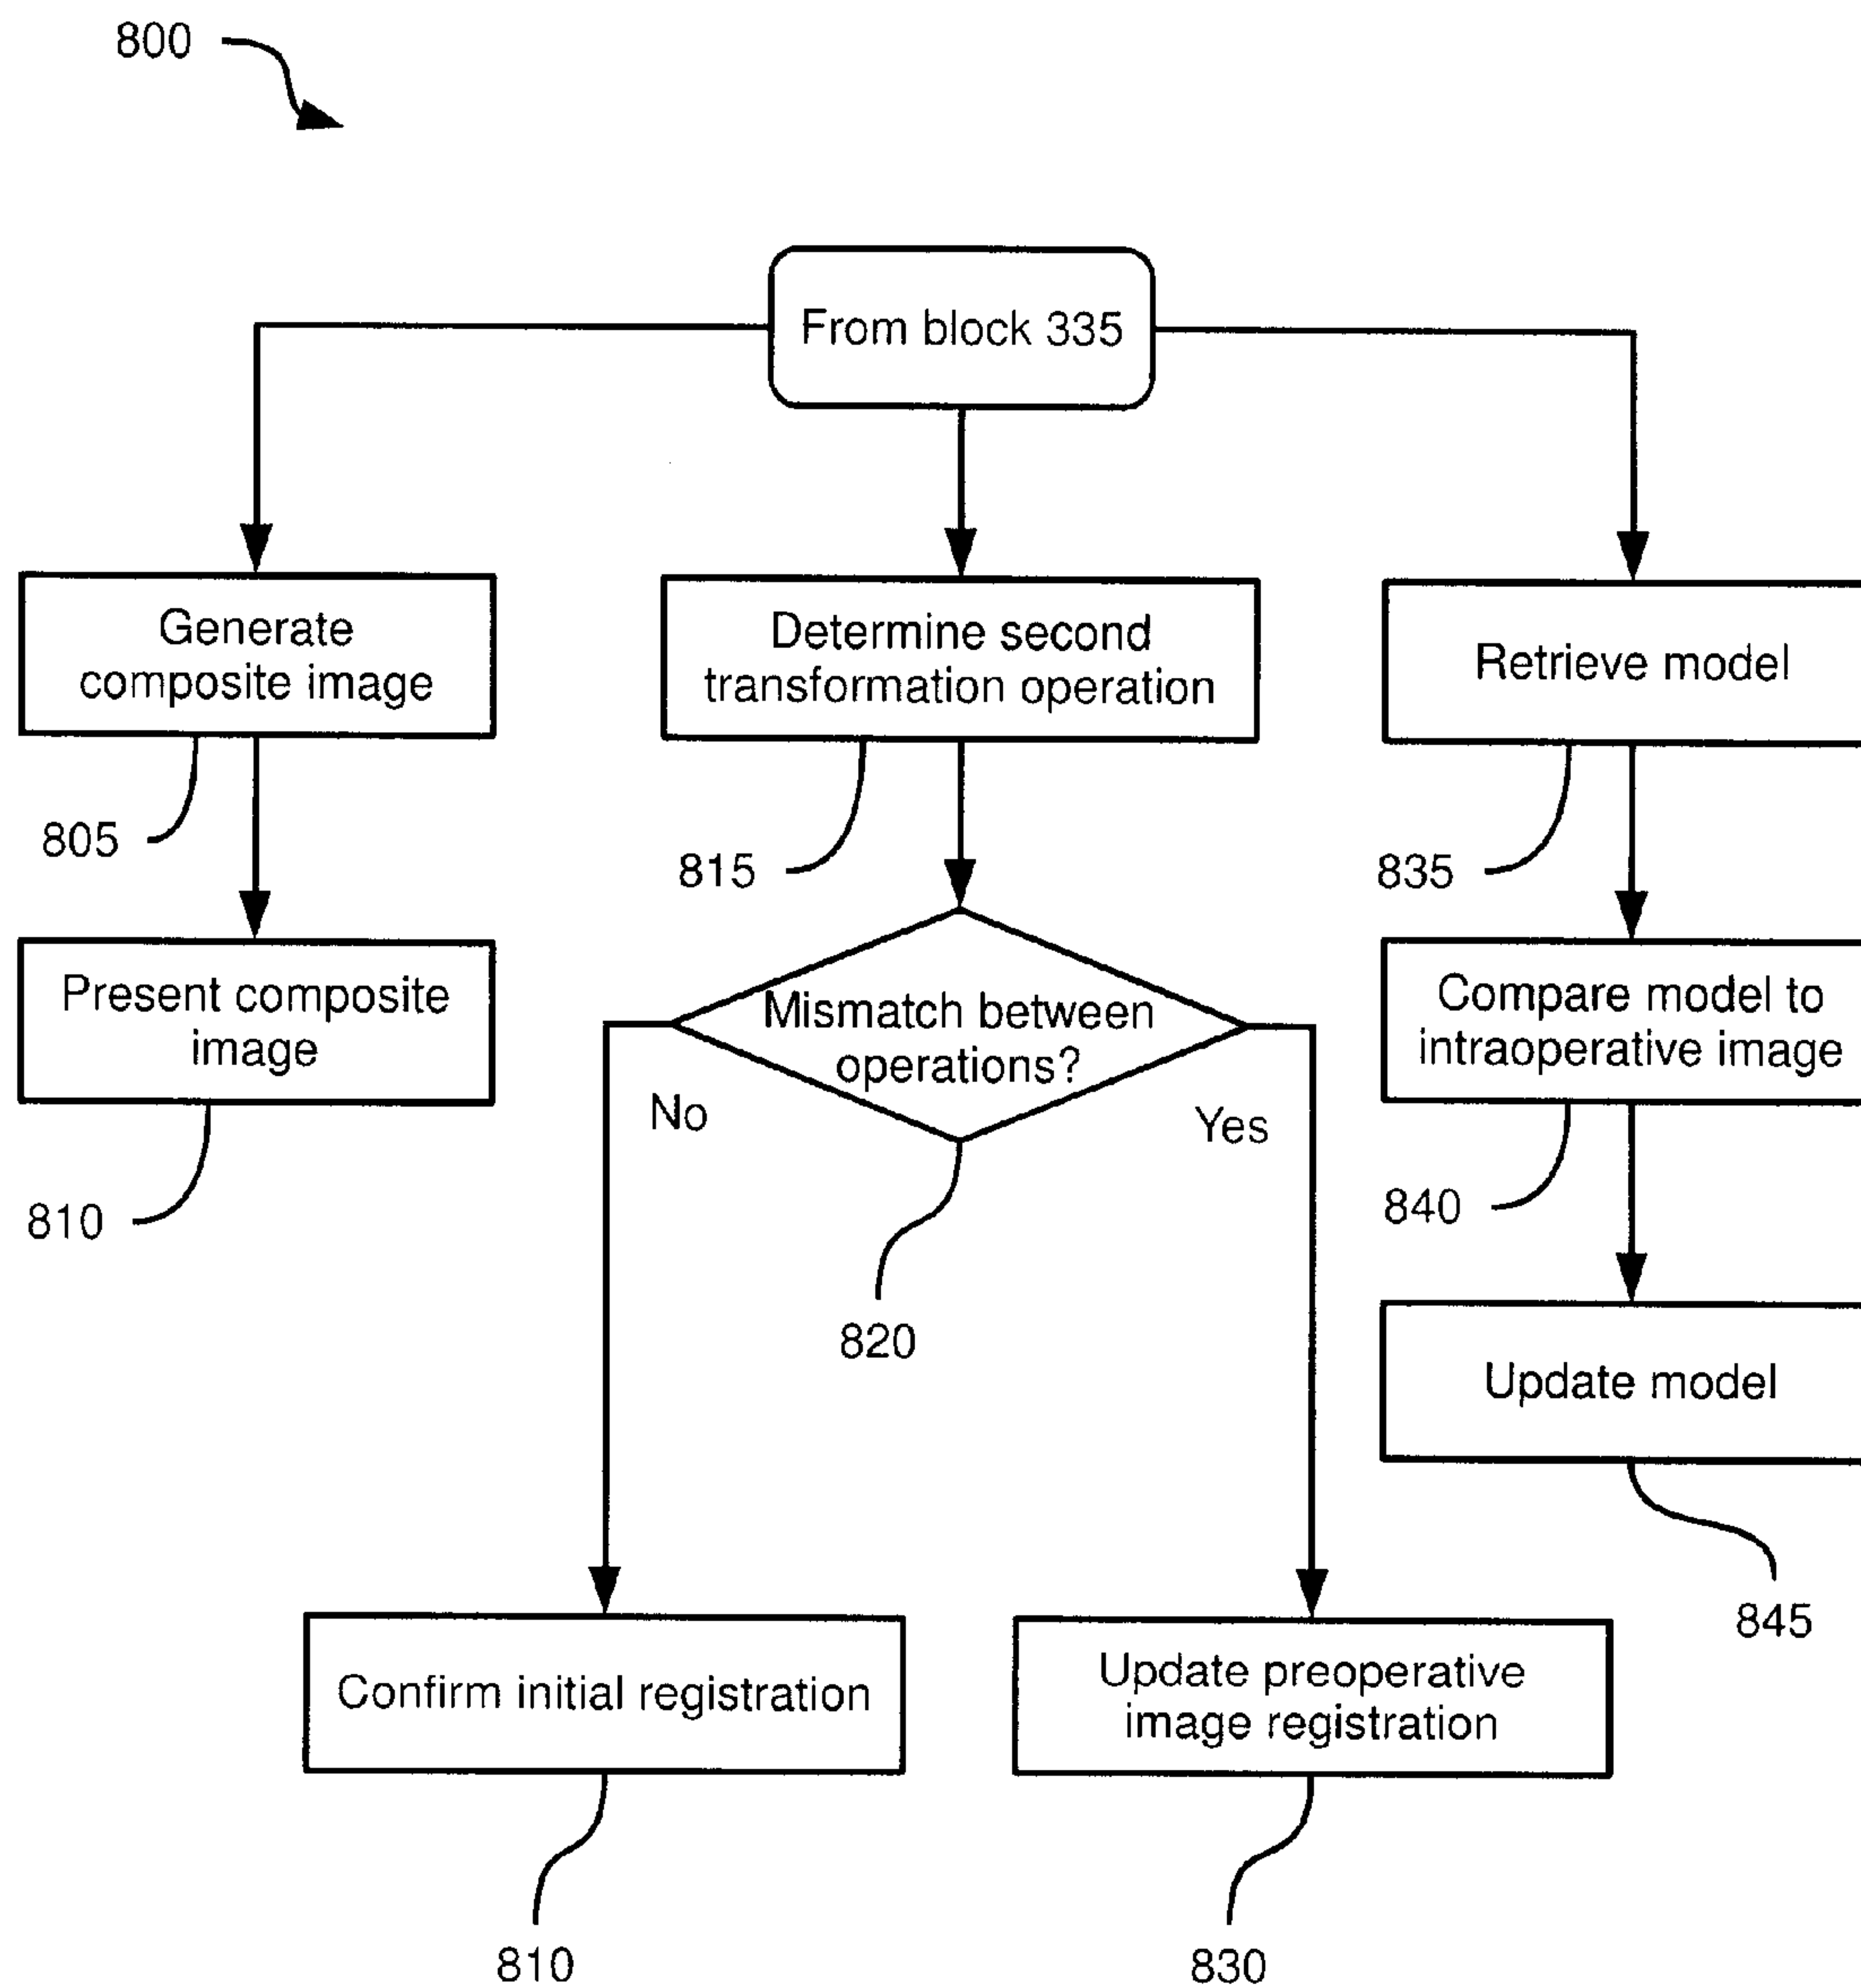 800
From block 335
Generate
composite image
Determine second
transformation operation
Retrieve model
805
815
835
Present composite
image
Mismatch between
operations?
Compare model to
intraoperative image
No
Yes
810
820
840
Update model
845
Confirm initial registration
Update preoperative
image registration
810
830